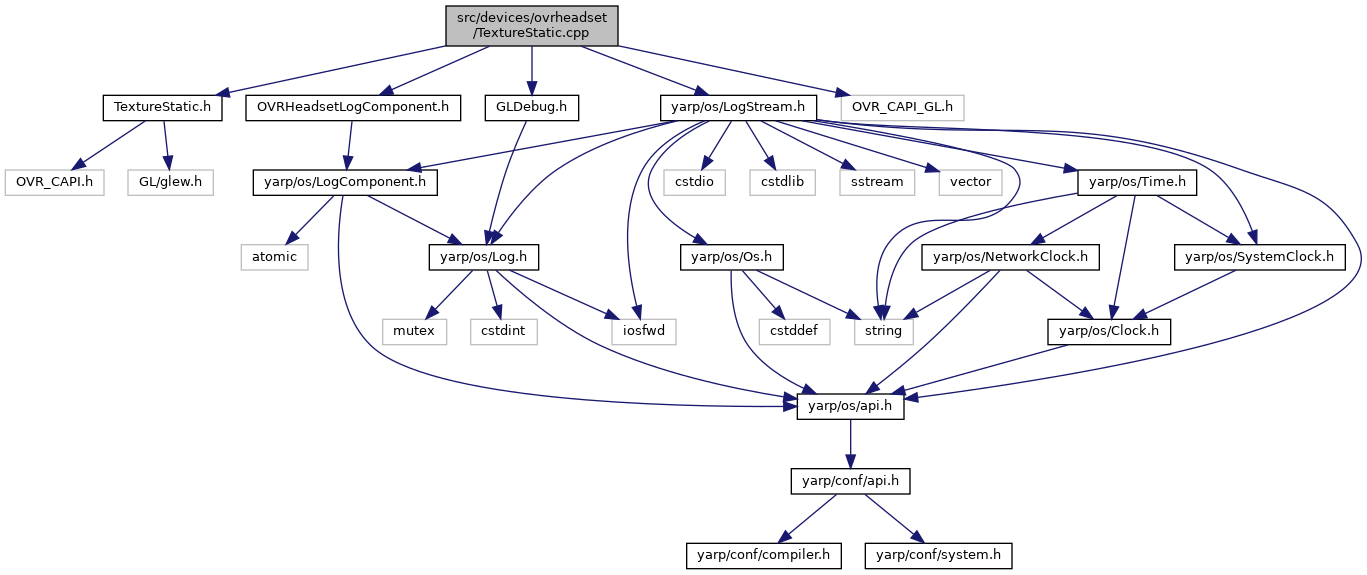 src/devices/ovrheadset
/TextureStatic.cpp
TextureStatic.h
OVRHeadsetLogComponent.h
GLDebug.h
yarp/os/LogStream.h
OVR_CAPI_GL.h
OVR_CAPI.h
GL/glew.h
yarp/os/LogComponent.h
cstdio
cstdlib
sstream
vector
yarp/os/Time.h
atomic
yarp/os/Log.h
yarp/os/Os.h
yarp/os/NetworkClock.h
yarp/os/SystemClock.h
mutex
cstdint
iosfwd
cstddef
string
yarp/os/Clock.h
yarp/os/api.h
yarp/conf/api.h
yarp/conf/compiler.h
yarp/conf/system.h